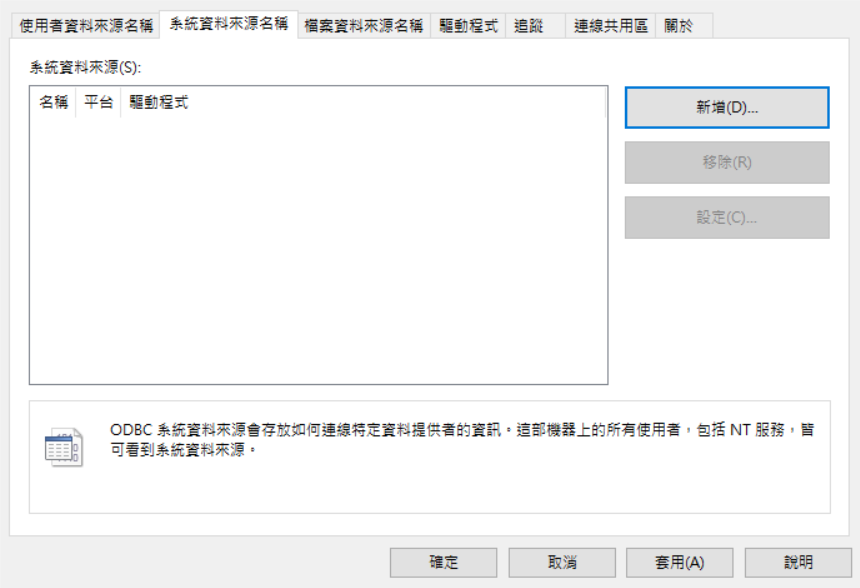 使用者資料來源名稱 系統資料來源名稱 檔案資料來源名稱 驅動程式 追蹤 連線共用區 關於
系統資料來源(S):
名稱 平台 驅動程式
新增(D)...
移除(R)
設定(C)...
ODBC 系統資料來源會存放如何連線特定資料提供者的資訊。這部機器上的所有使用者，包括 NT 服務，皆
可看到系統資料來源。
確定 取消 套用(A) 說明